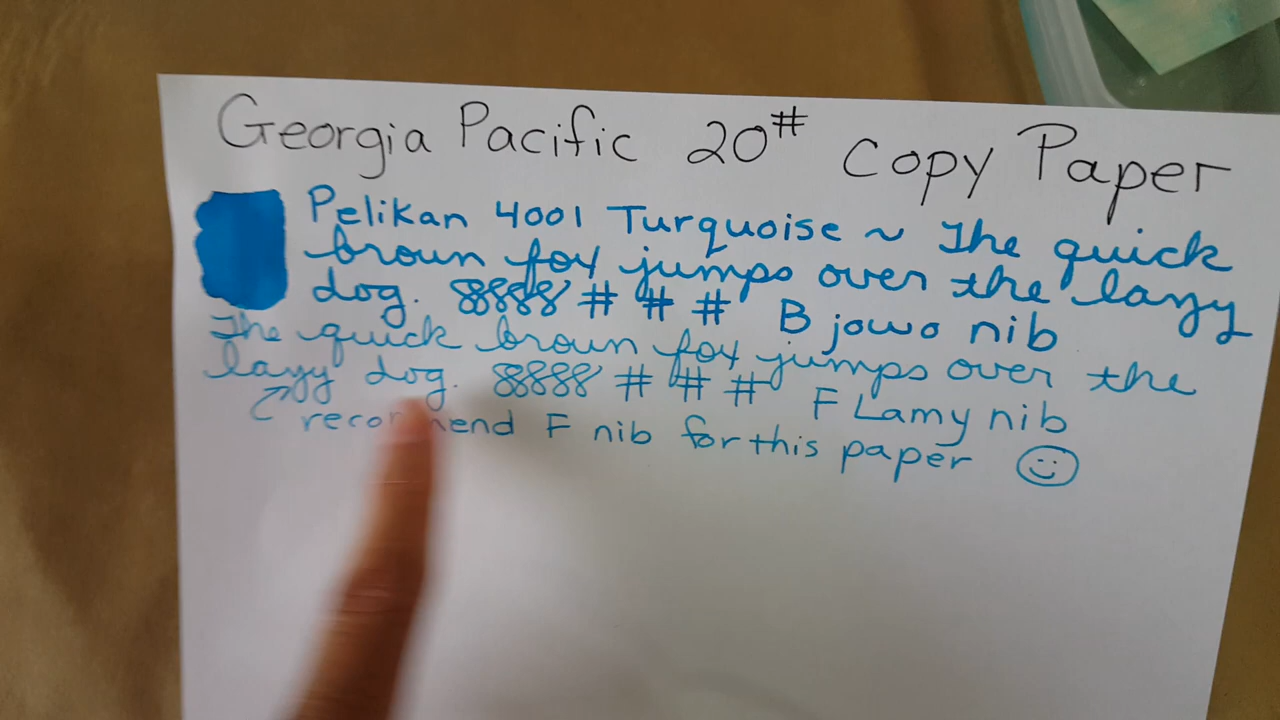 Georgia Pacific 20# Copy Paper
Pelikan 4001 Turquoise ~ The quick
brown fox jumps over the lazy
dog. 8888 # # # B jowo nib
The quick brown fox jumps over the
lazy dog. 8888 # # # F Lamy nib
F nib for this paper